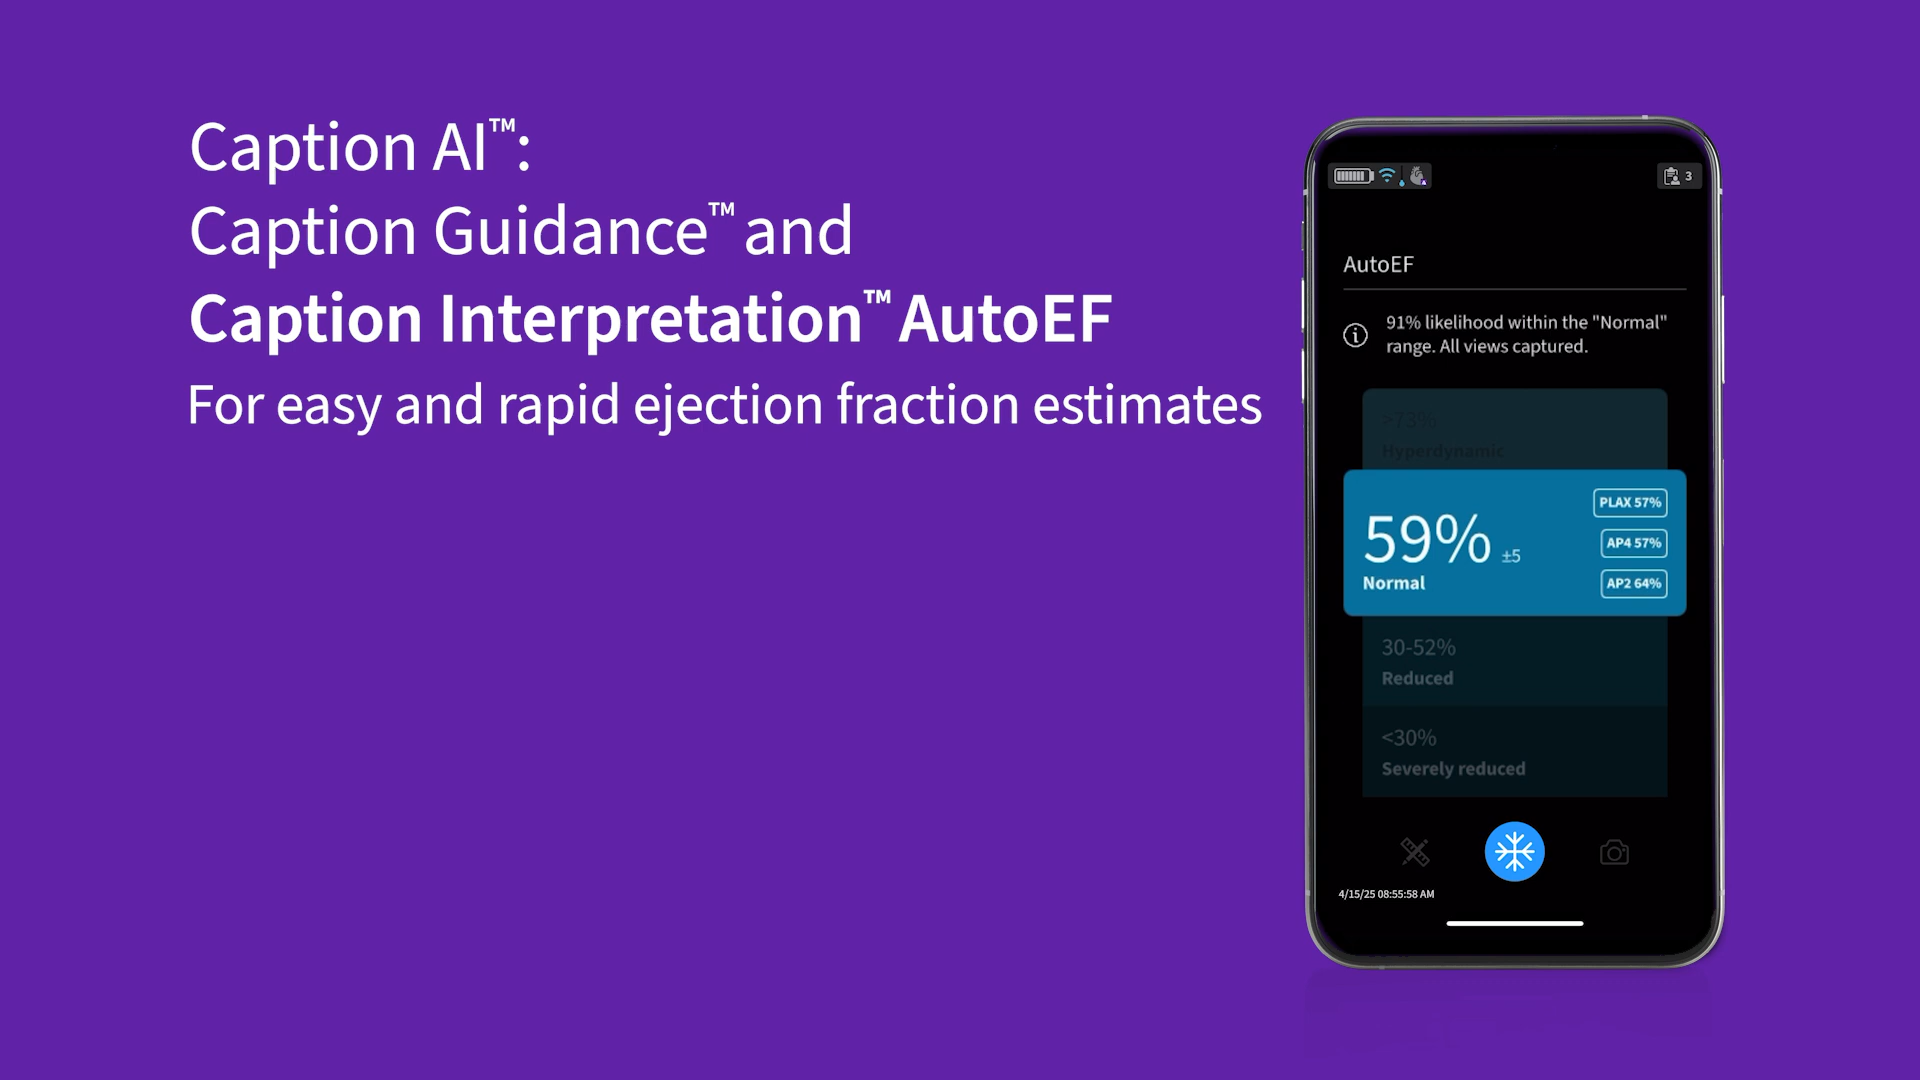 Caption AI™:
Caption Guidance™ and
Caption Interpretation™ AutoEF
For easy and rapid ejection fraction estimates
3
AutoEF
91% likelihood within the "Normal"
range. All views captured.
>73%
Hyperdynamic
59% ±5
Normal
PLAX 57%
AP4 57%
AP2 64%
30-52%
Reduced
<30%
Severely reduced
4/15/25 08:55:58 AM